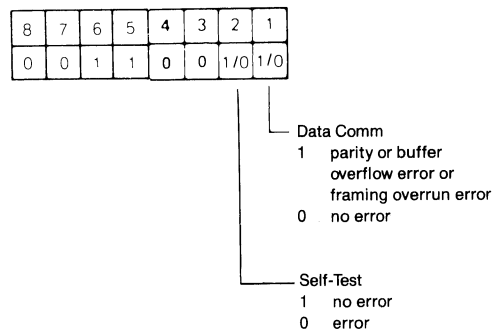 8 7 6 5 4 3 2 1
0 0 1 1 0 0 1/0 1/0
Data Comm
1 parity or buffer
overflow error or
framing overrun error
0 no error
Self-Test
1 no error
0 error